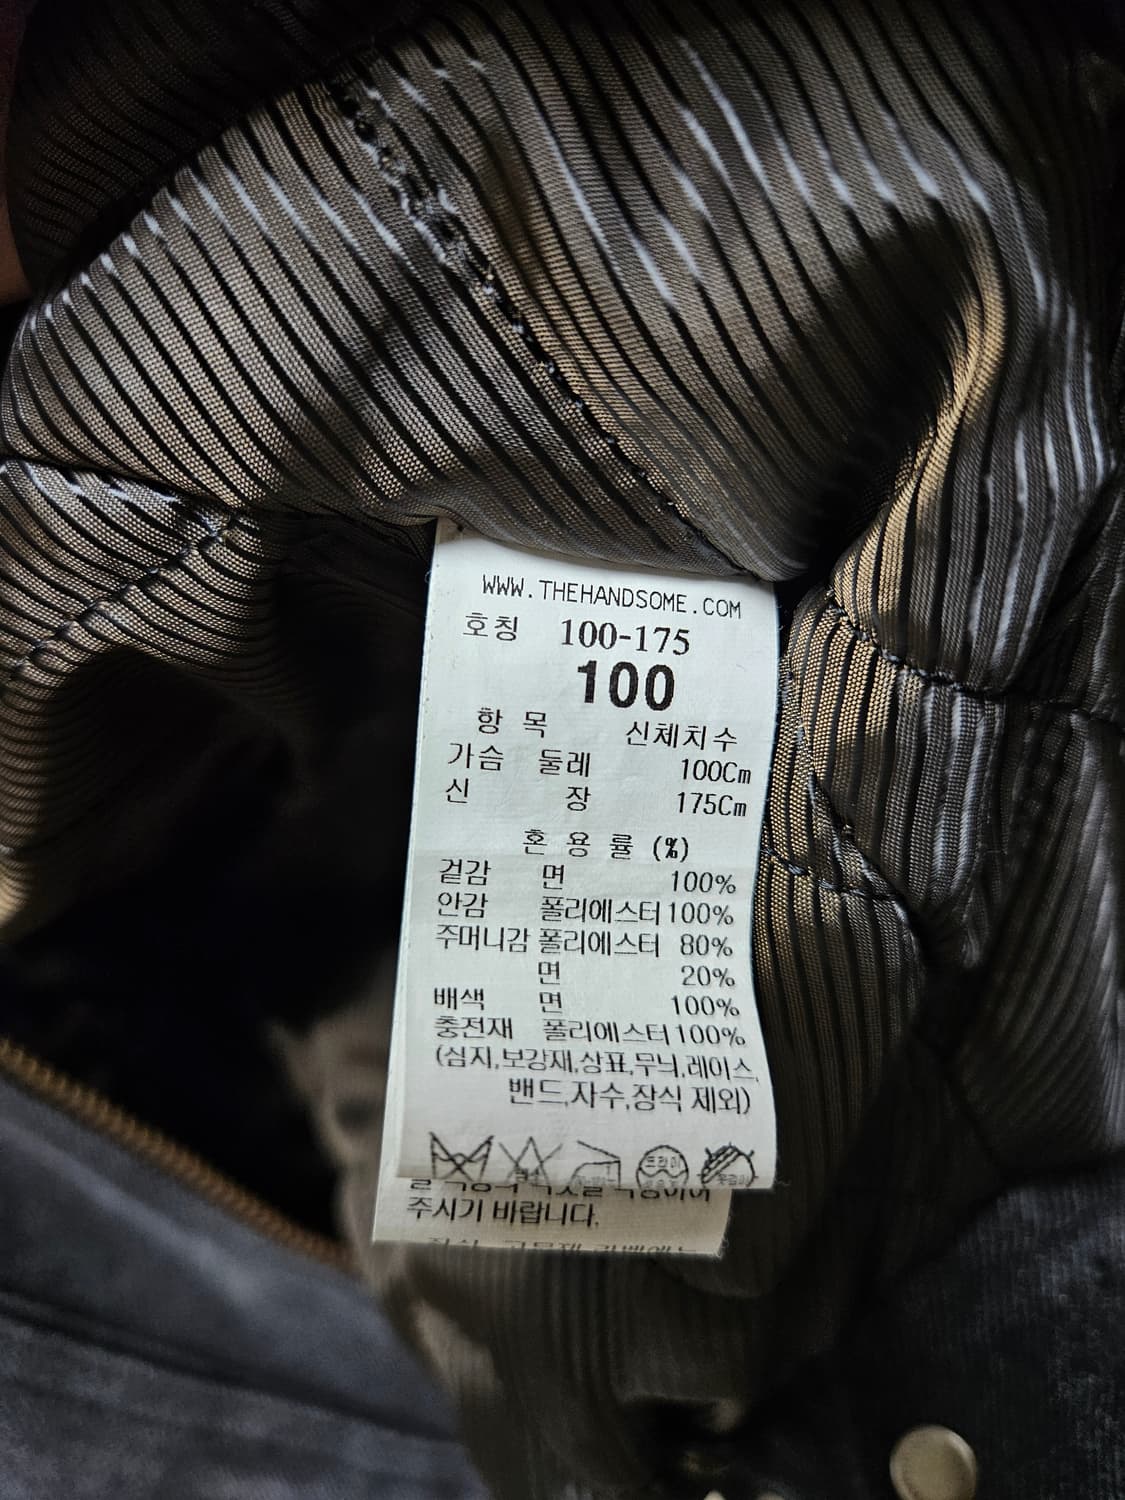 WWW.THEHANDSOME.COM
호칭 100-175
100
항 목 신체치수
가슴 둘레 100Cm
신 장 175Cm
혼 용 률 (%)
겉감 면 100%
안감 폴리에스터 100%
주머니감 폴리에스터 80%
면 20%
배색 면 100%
충전재 폴리에스터 100%
(심지,보강재,상표,무늬,레이스,
밴드,자수,장식 제외)
드라이
주시기 바랍니다.